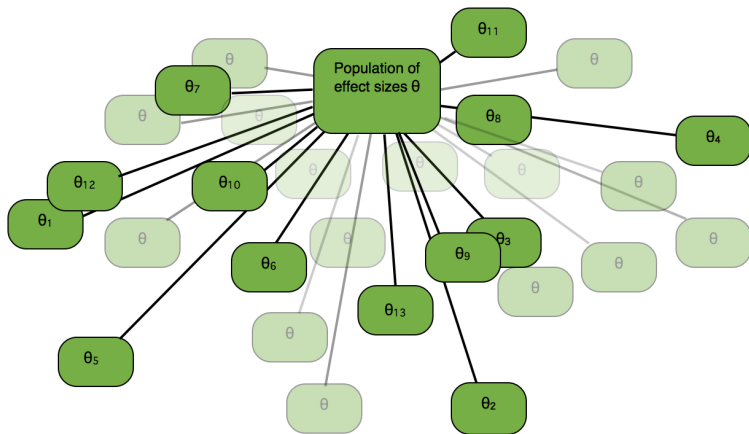 θ₁₁
θ
θ
Population of
effect sizes θ
θ₇
θ
θ
θ₈
θ₄
θ
θ
θ
θ₁₂
θ₁₀
θ
θ₁
θ
θ
θ₃
θ
θ₉
θ₆
θ
θ
θ₁₃
θ
θ₅
θ₂
θ